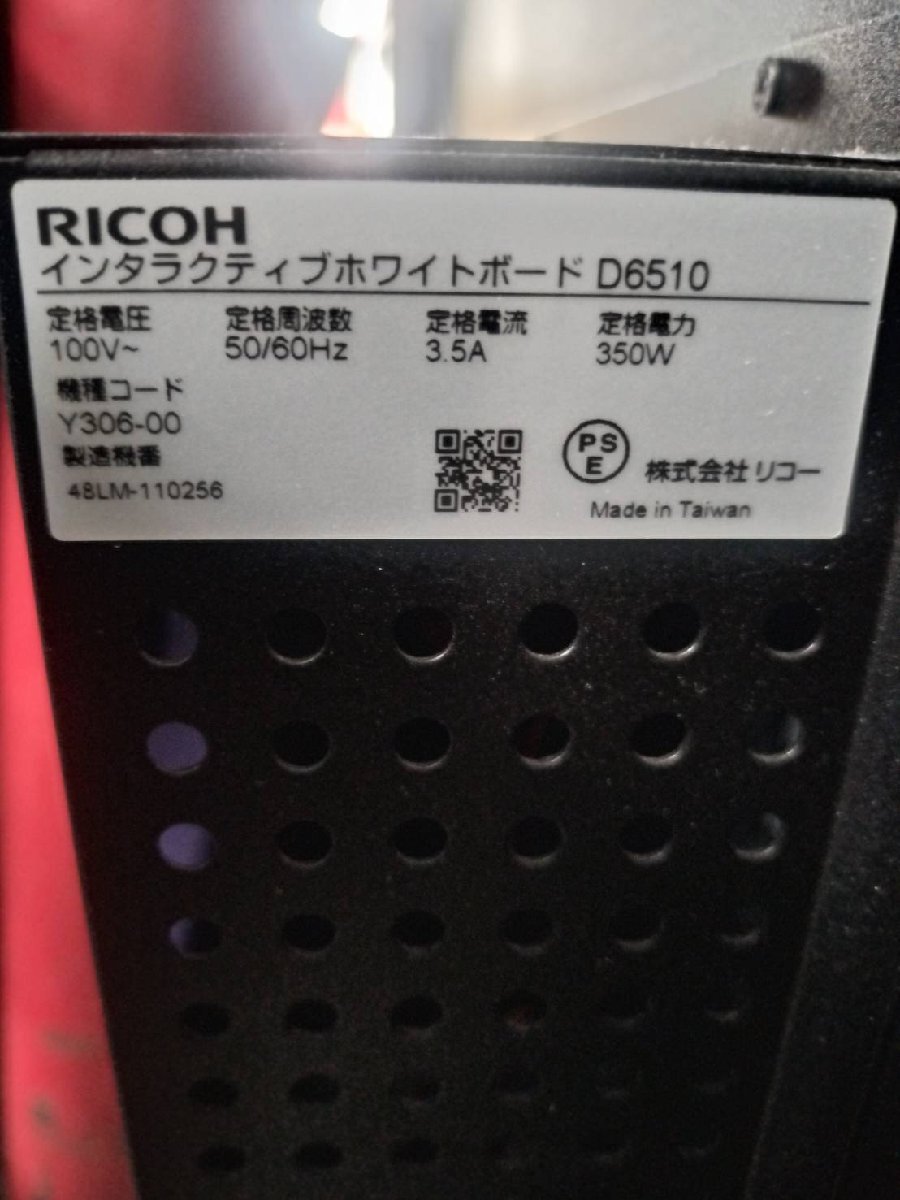 RICOH
インタラクティブホワイトボード D6510
定格電圧 定格周波数 定格電流 定格電力
100V~ 50/60Hz 3.5A 350W
機種コード
Y306-00
製造機番
48LM-110256
PS
E
株式会社 リコー
Made in Taiwan